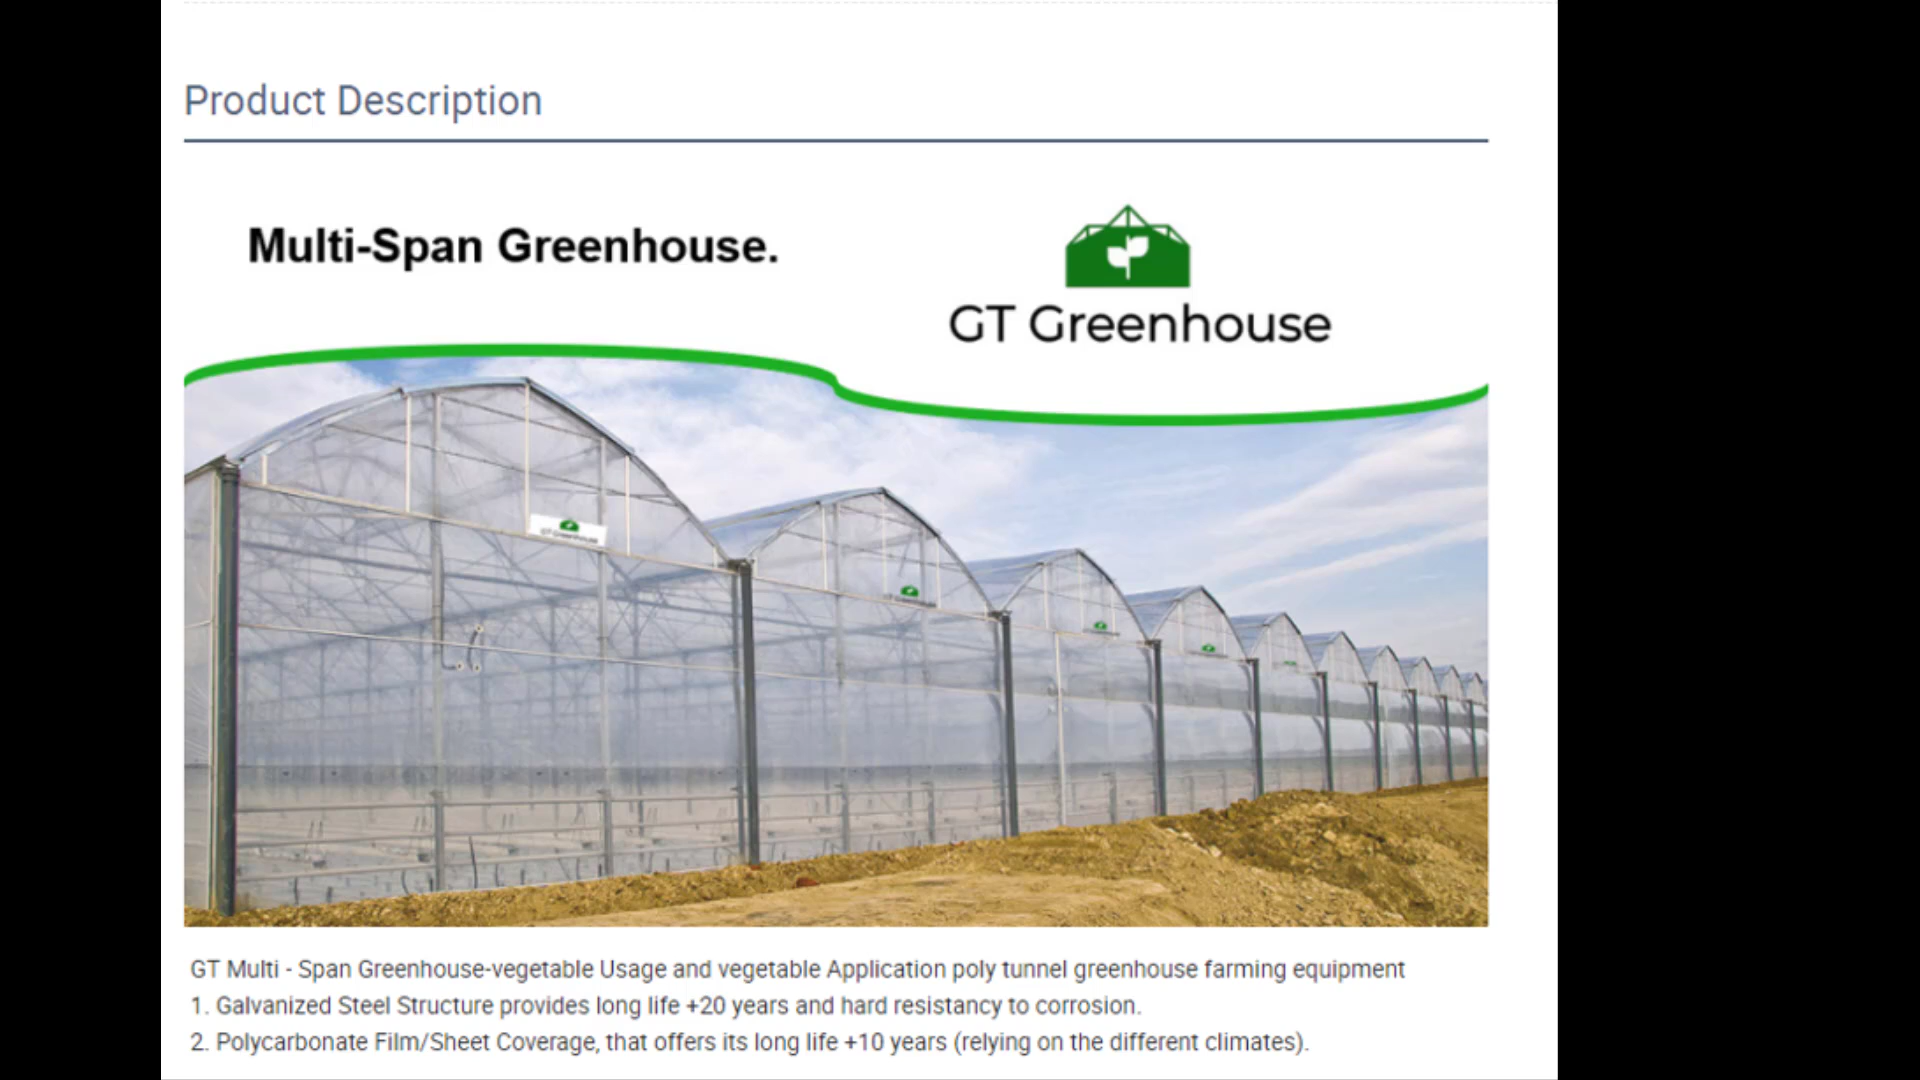 Product Description
Multi-Span Greenhouse.
GT Greenhouse
GT Greenhouse
GT Multi - Span Greenhouse-vegetable Usage and vegetable Application poly tunnel greenhouse farming equipment
1. Galvanized Steel Structure provides long life +20 years and hard resistancy to corrosion.
2. Polycarbonate Film/Sheet Coverage, that offers its long life +10 years (relying on the different climates).